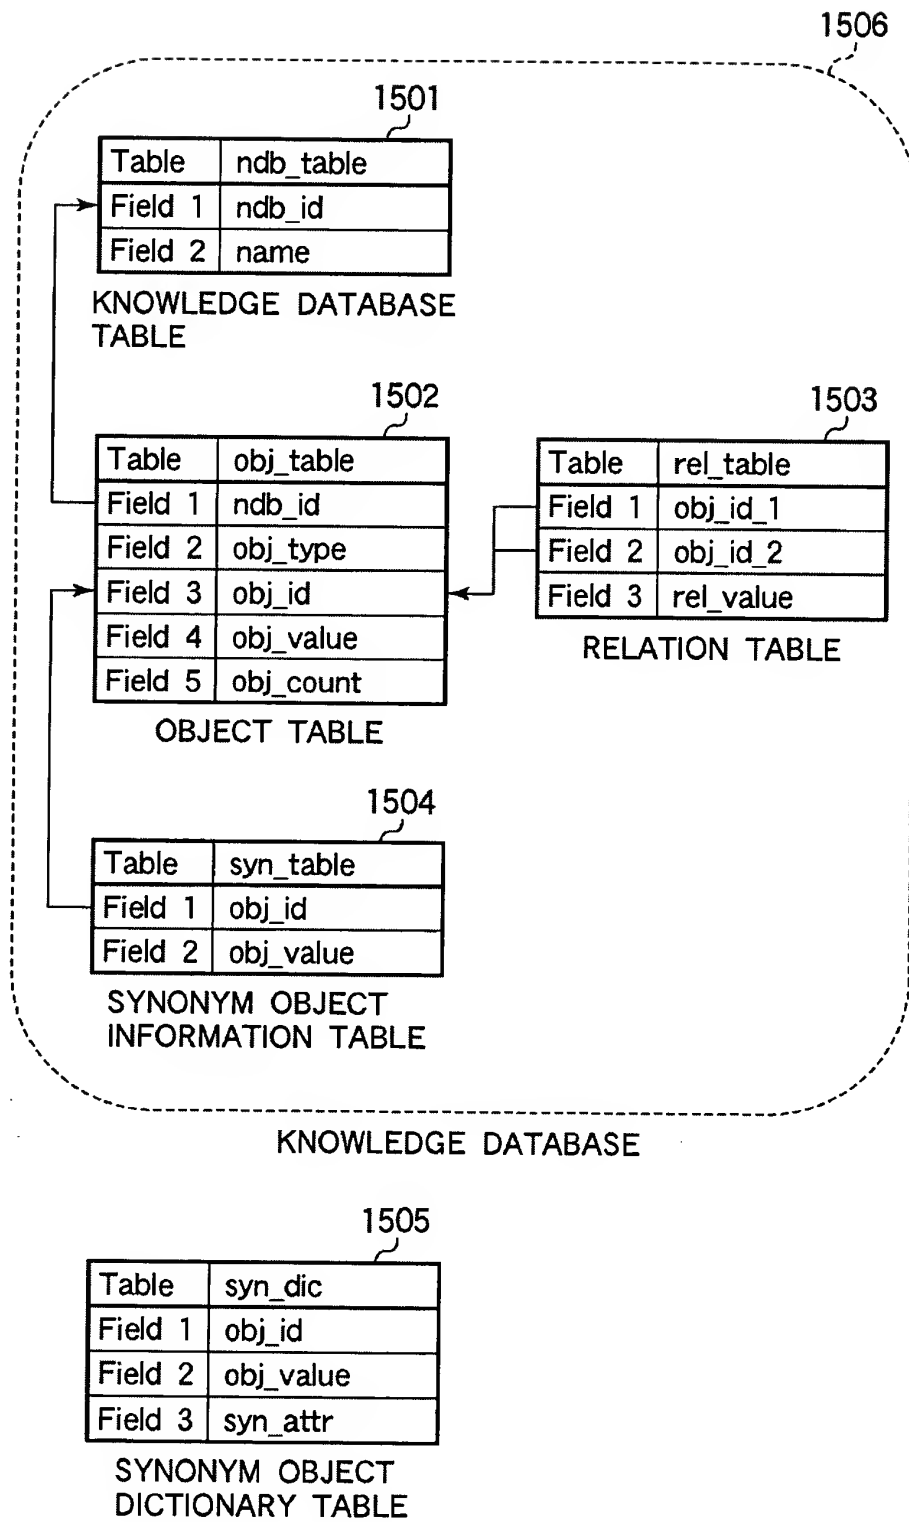 1506
1501
Table ndb_table
Field 1 ndb_id
Field 2 name
KNOWLEDGE DATABASE
TABLE
1502
Table obj_table
Field 1 ndb_id
Field 2 obj_type
Field 3 obj_id
Field 4 obj_value
Field 5 obj_count
OBJECT TABLE
1503
Table rel_table
Field 1 obj_id_1
Field 2 obj_id_2
Field 3 rel_value
RELATION TABLE
1504
Table syn_table
Field 1 obj_id
Field 2 obj_value
SYNONYM OBJECT
INFORMATION TABLE
KNOWLEDGE DATABASE
1505
Table syn_dic
Field 1 obj_id
Field 2 obj_value
Field 3 syn_attr
SYNONYM OBJECT
DICTIONARY TABLE